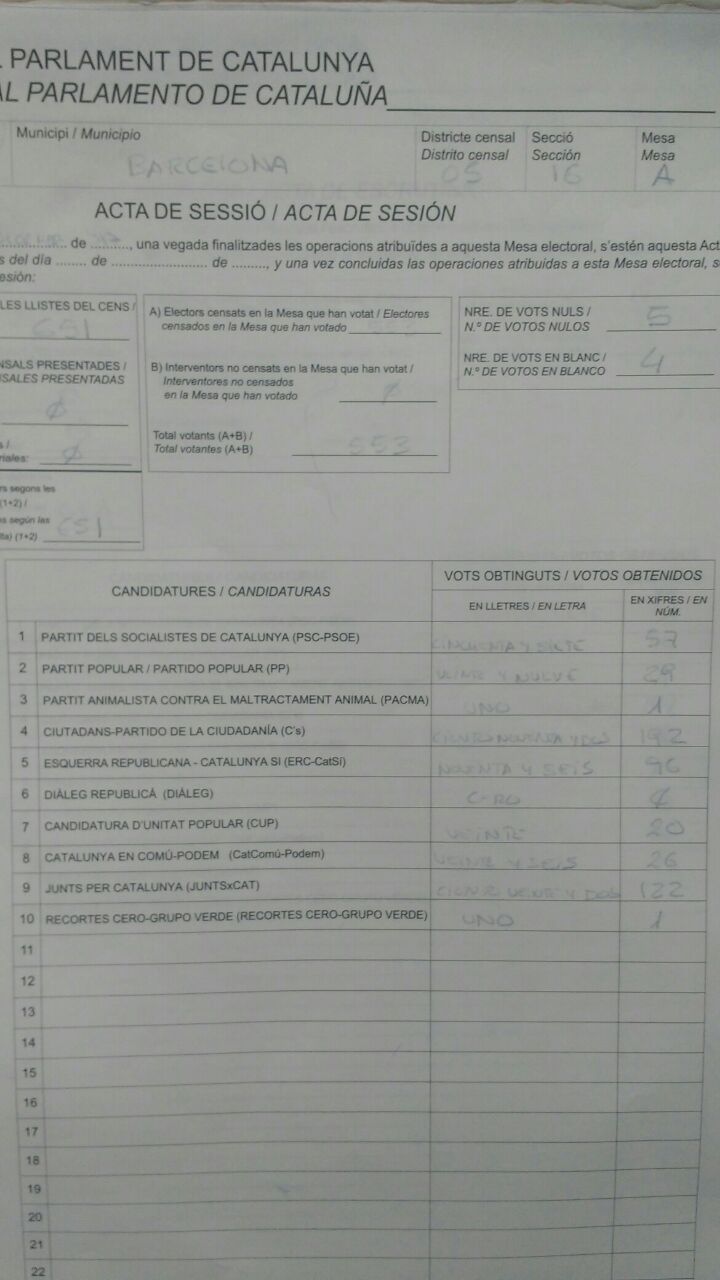 L PARLAMENT DE CATALUNYA
AL PARLAMENTO DE CATALUÑA
Municipi / Municipio
BARCELONA
Districte censal
Distrito censal
05
Secció
Sección
16
Mesa
Mesa
A
ACTA DE SESSIÓ / ACTA DE SESIÓN
de ........., una vegada finalitzades les operacions atribuïdes a aquesta Mesa electoral, s'estén aquesta Act
s del día ........ de ......................... de ........., y una vez concluidas las operaciones atribuidas a esta Mesa electoral, s
esión:
LES LLISTES DEL CENS /
651
NSALS PRESENTADES /
SALES PRESENTADAS
Ø
s /
riales: Ø
rs segons les
(1+2) /
s según las
lta) (1+2) 651
A) Electors censats en la Mesa que han votat / Electores
censados en la Mesa que han votado
B) Interventors no censats en la Mesa que han votat /
Interventores no censados
en la Mesa que han votado
Total votants (A+B) /
Total votantes (A+B) 553
NRE. DE VOTS NULS /
N.º DE VOTOS NULOS 5
NRE. DE VOTS EN BLANC /
N.º DE VOTOS EN BLANCO 4
CANDIDATURES / CANDIDATURAS
VOTS OBTINGUTS / VOTOS OBTENIDOS
EN LLETRES / EN LETRA
EN XIFRES / EN
NÚM.
1 PARTIT DELS SOCIALISTES DE CATALUNYA (PSC-PSOE) CINCUENTA Y SIETE 57
2 PARTIT POPULAR / PARTIDO POPULAR (PP) VEINTE Y NUEVE 29
3 PARTIT ANIMALISTA CONTRA EL MALTRACTAMENT ANIMAL (PACMA) UNO 1
4 CIUTADANS-PARTIDO DE LA CIUDADANÍA (C's) CIENTO NOVENTA Y DOS 192
5 ESQUERRA REPUBLICANA - CATALUNYA SI (ERC-CatSí) NOVENTA Y SEIS 96
6 DIÀLEG REPUBLICÀ (DIÀLEG) CERO Ø
7 CANDIDATURA D'UNITAT POPULAR (CUP) VEINTE 20
8 CATALUNYA EN COMÚ-PODEM (CatComú-Podem) VEINTE Y SEIS 26
9 JUNTS PER CATALUNYA (JUNTSxCAT) CIENTO VEINTE Y DOS 122
10 RECORTES CERO-GRUPO VERDE (RECORTES CERO-GRUPO VERDE) UNO 1
11
12
13
14
15
16
17
18
19
20
21
22